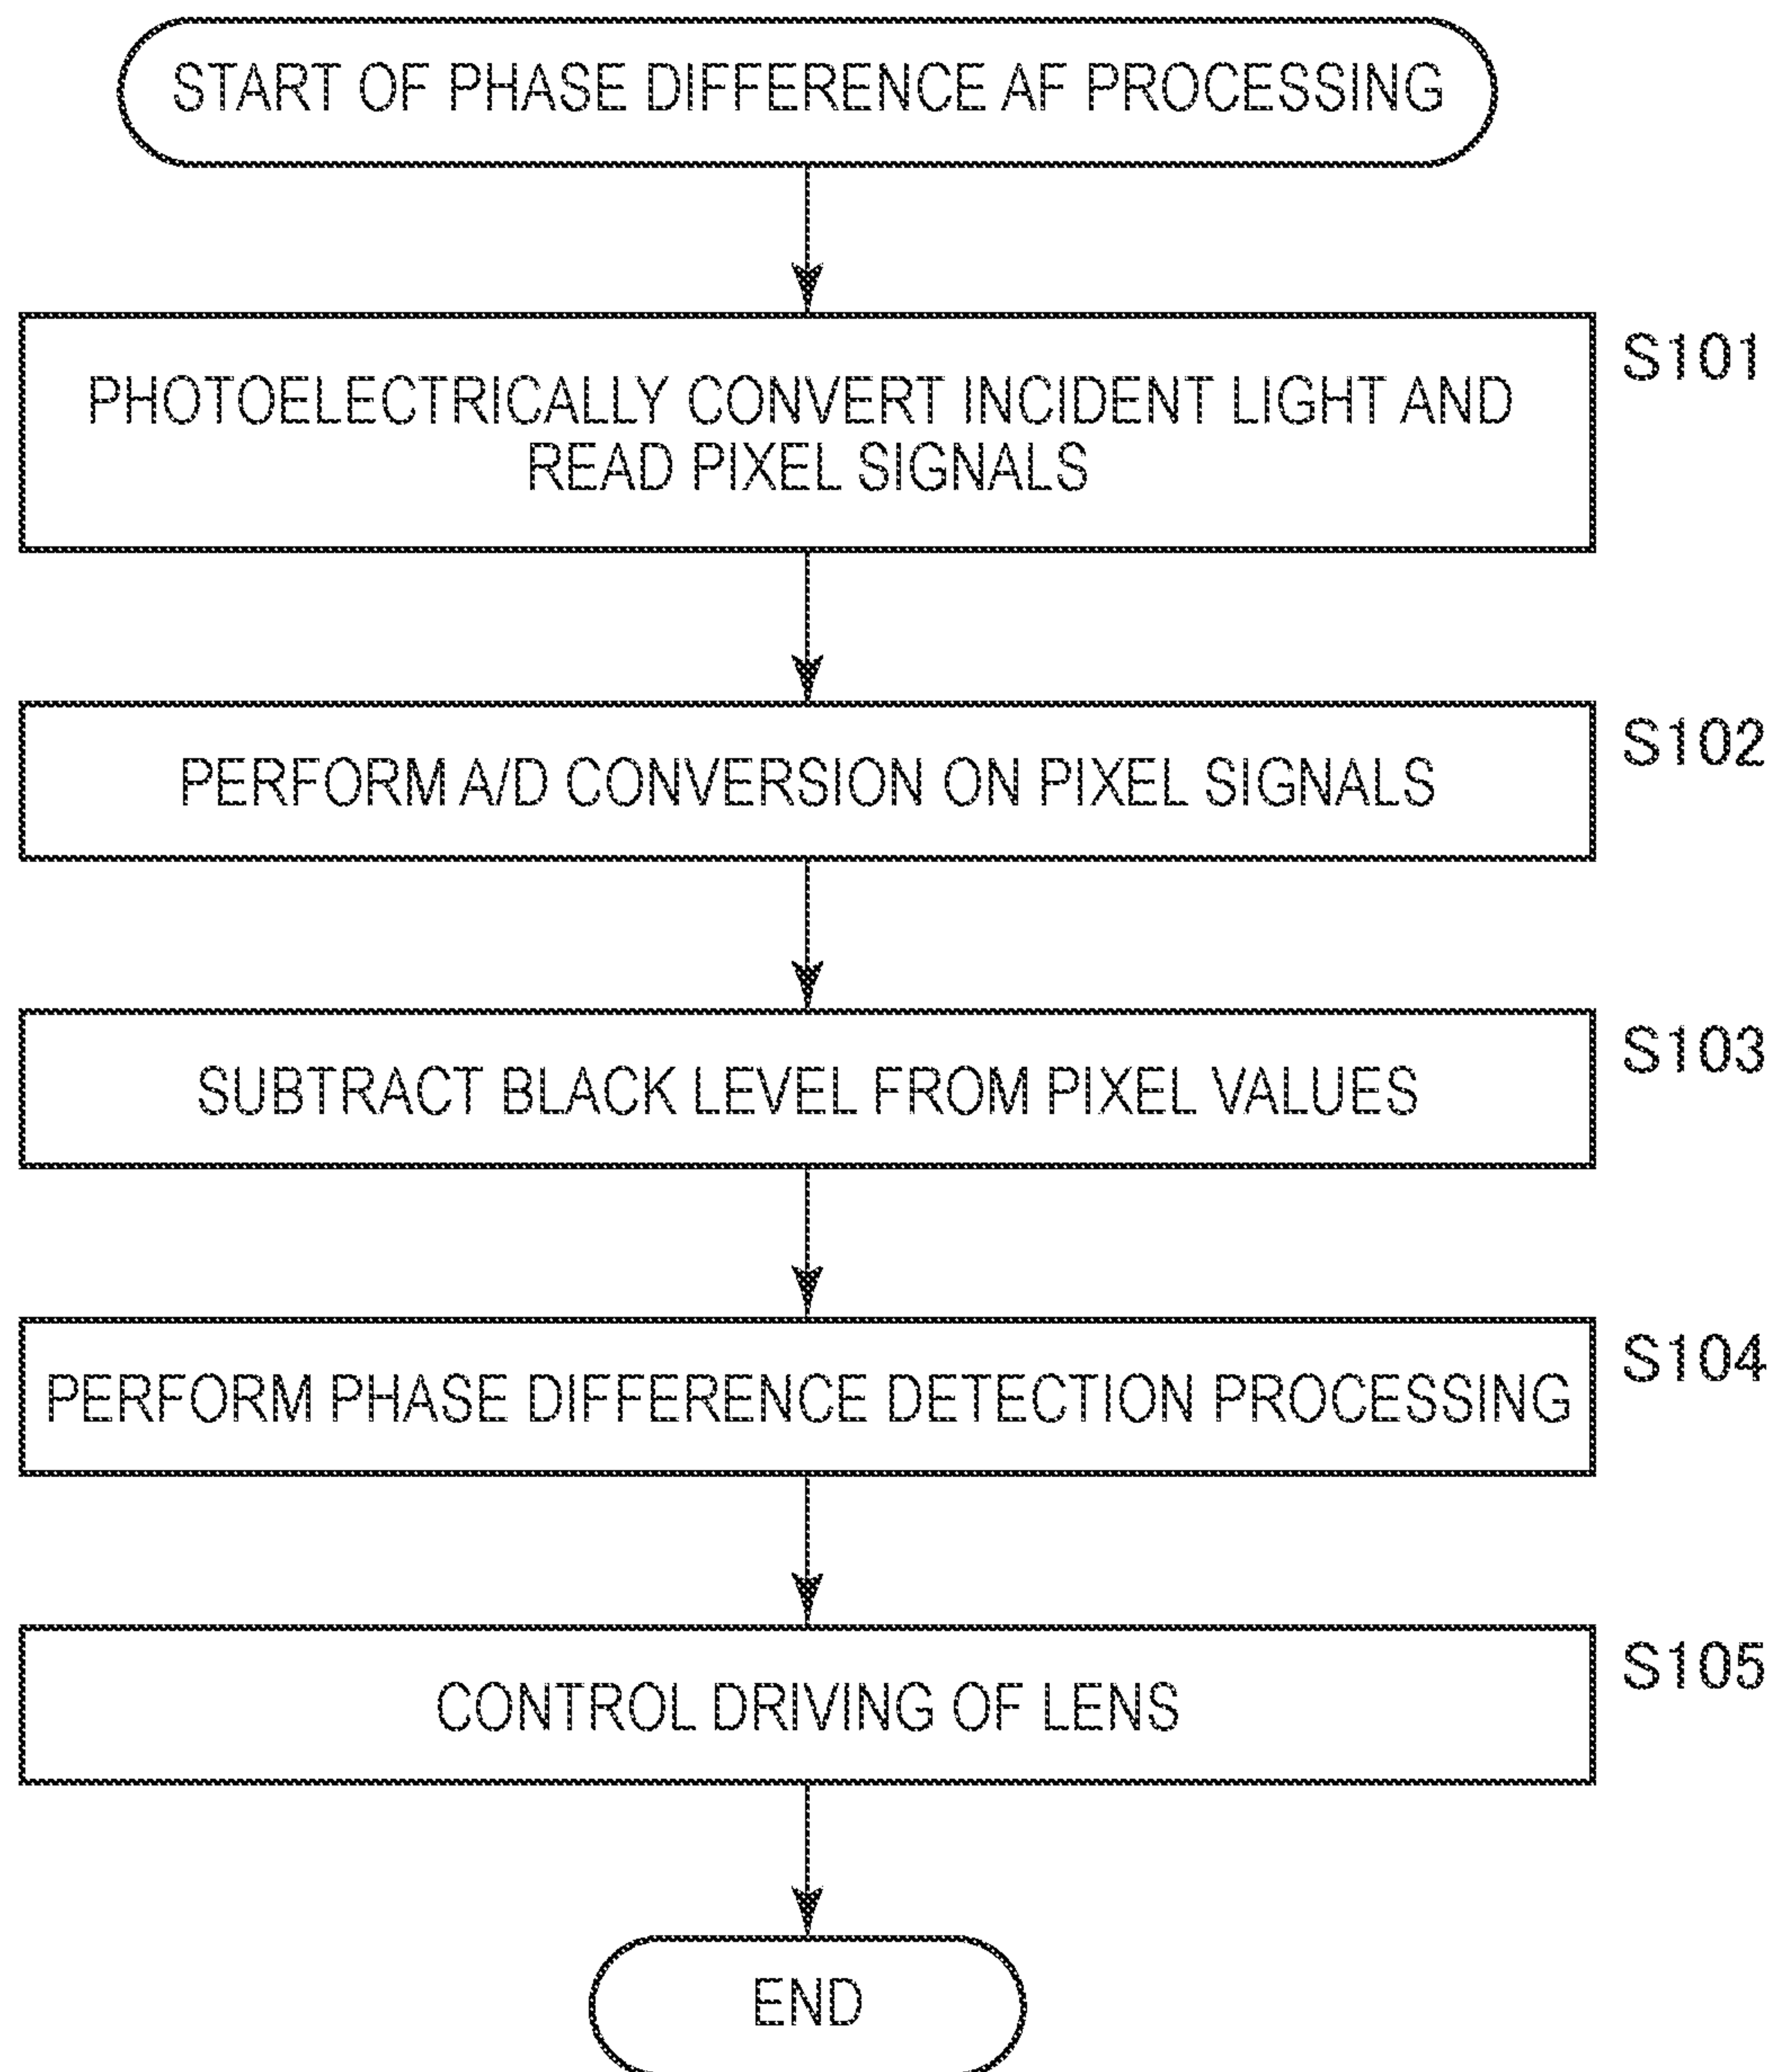 START OF PHASE DIFFERENCE AF PROCESSING
S101
PHOTOELECTRICALLY CONVERT INCIDENT LIGHT AND
READ PIXEL SIGNALS
S102
PERFORM A/D CONVERSION ON PIXEL SIGNALS
S103
SUBTRACT BLACK LEVEL FROM PIXEL VALUES
S104
PERFORM PHASE DIFFERENCE DETECTION PROCESSING
S105
CONTROL DRIVING OF LENS
END